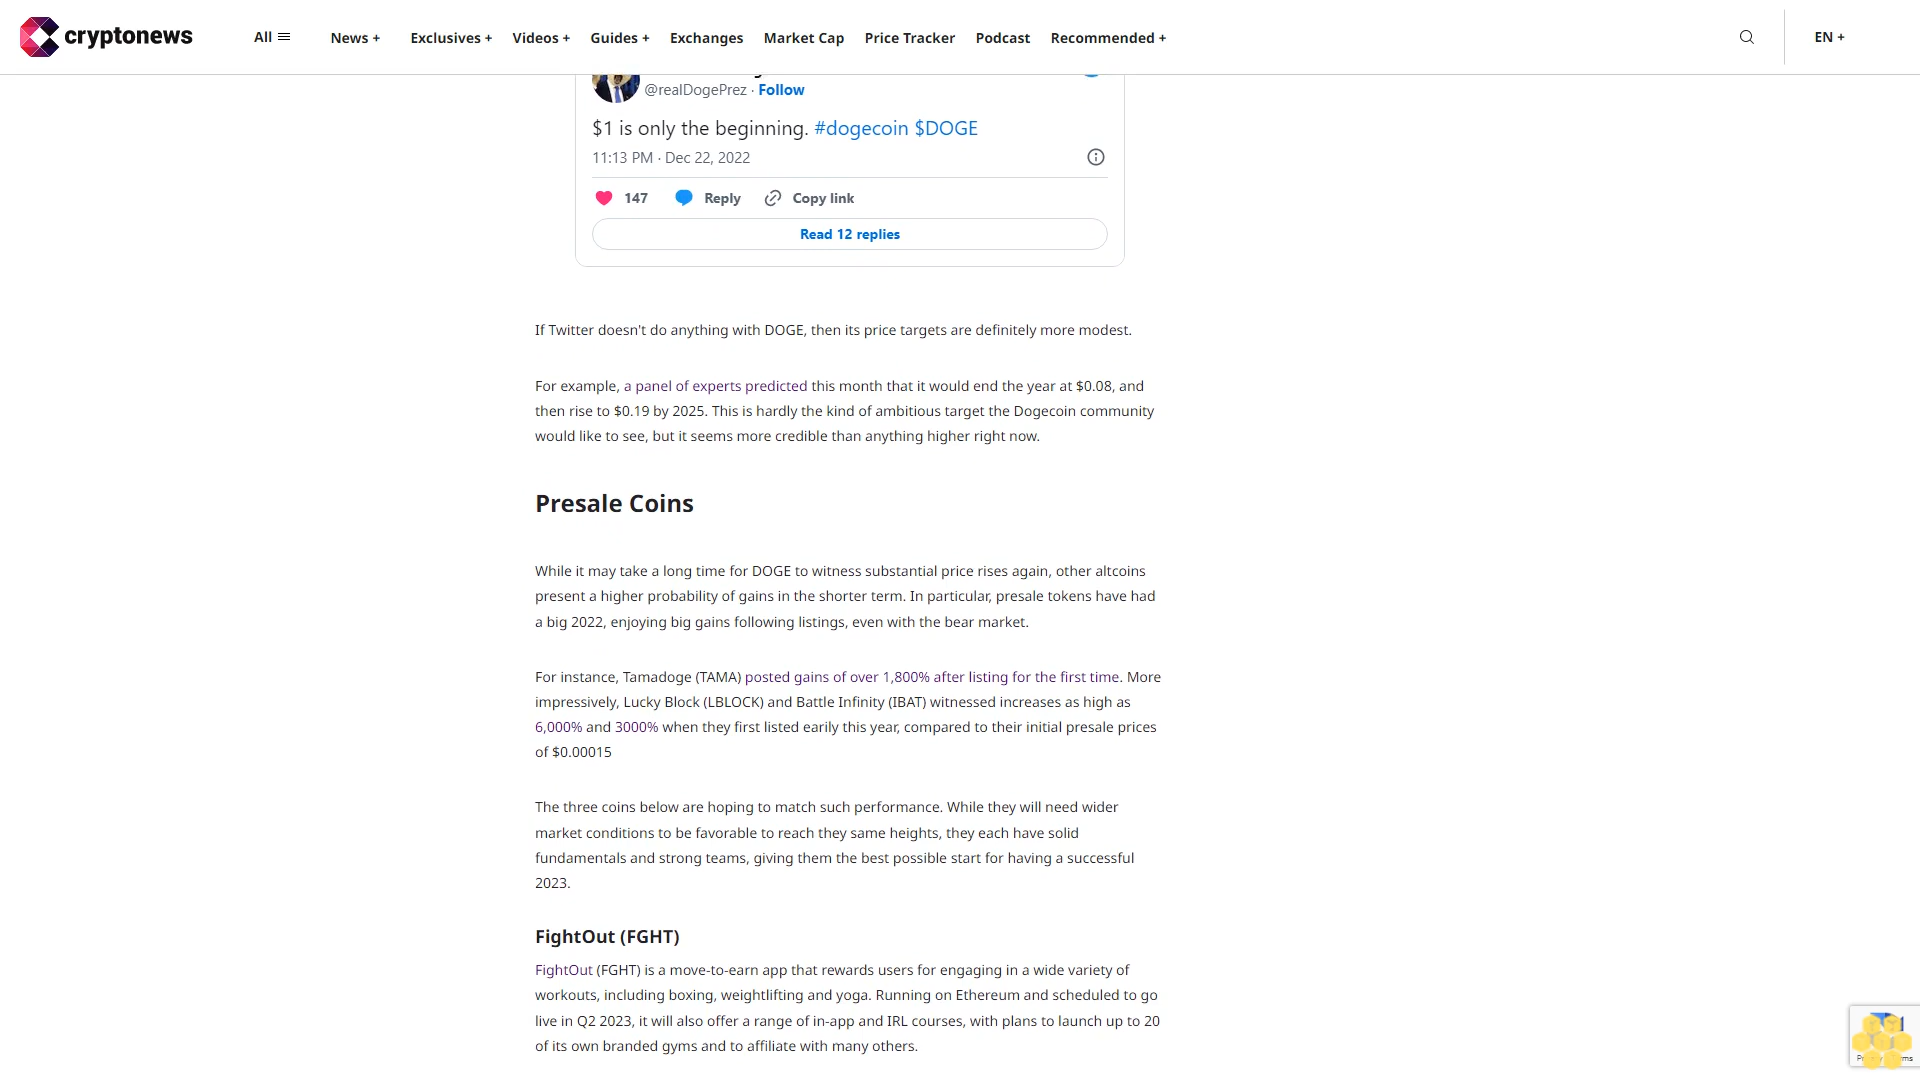 cryptonews
All
News +
Exclusives +
Videos +
Guides +
Exchanges
Market Cap
Price Tracker
Podcast
Recommended +
EN +
@realDogePrez · Follow
$1 is only the beginning. #dogecoin $DOGE
11:13 PM · Dec 22, 2022
147
Reply
Copy link
Read 12 replies
If Twitter doesn't do anything with DOGE, then its price targets are definitely more modest.
For example, a panel of experts predicted this month that it would end the year at $0.08, and
then rise to $0.19 by 2025. This is hardly the kind of ambitious target the Dogecoin community
would like to see, but it seems more credible than anything higher right now.
Presale Coins
While it may take a long time for DOGE to witness substantial price rises again, other altcoins
present a higher probability of gains in the shorter term. In particular, presale tokens have had
a big 2022, enjoying big gains following listings, even with the bear market.
For instance, Tamadoge (TAMA) posted gains of over 1,800% after listing for the first time. More
impressively, Lucky Block (LBLOCK) and Battle Infinity (IBAT) witnessed increases as high as
6,000% and 3000% when they first listed earily this year, compared to their initial presale prices
of $0.00015
The three coins below are hoping to match such performance. While they will need wider
market conditions to be favorable to reach they same heights, they each have solid
fundamentals and strong teams, giving them the best possible start for having a successful
2023.
FightOut (FGHT)
FightOut (FGHT) is a move-to-earn app that rewards users for engaging in a wide variety of
workouts, including boxing, weightlifting and yoga. Running on Ethereum and scheduled to go
live in Q2 2023, it will also offer a range of in-app and IRL courses, with plans to launch up to 20
of its own branded gyms and to affiliate with many others.